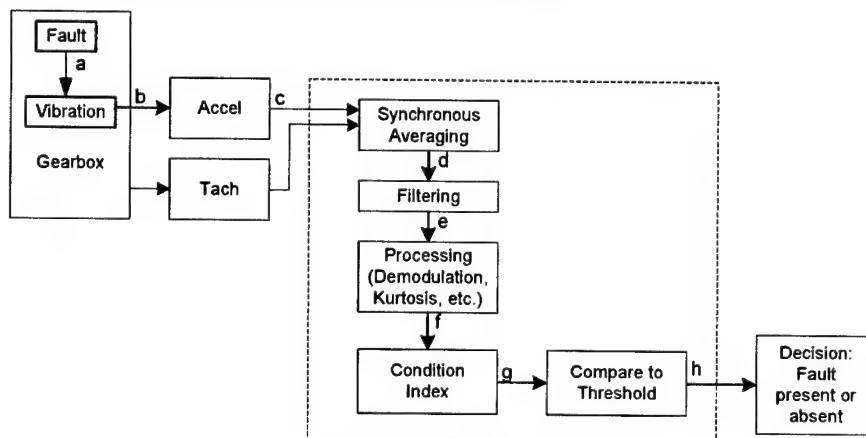 Fault
a
Vibration
Gearbox
b
Accel
c
Tach
Synchronous
Averaging
d
Filtering
e
Processing
(Demodulation,
Kurtosis, etc.)
f
Condition
Index
g
Compare to
Threshold
h
Decision:
Fault
present or
absent